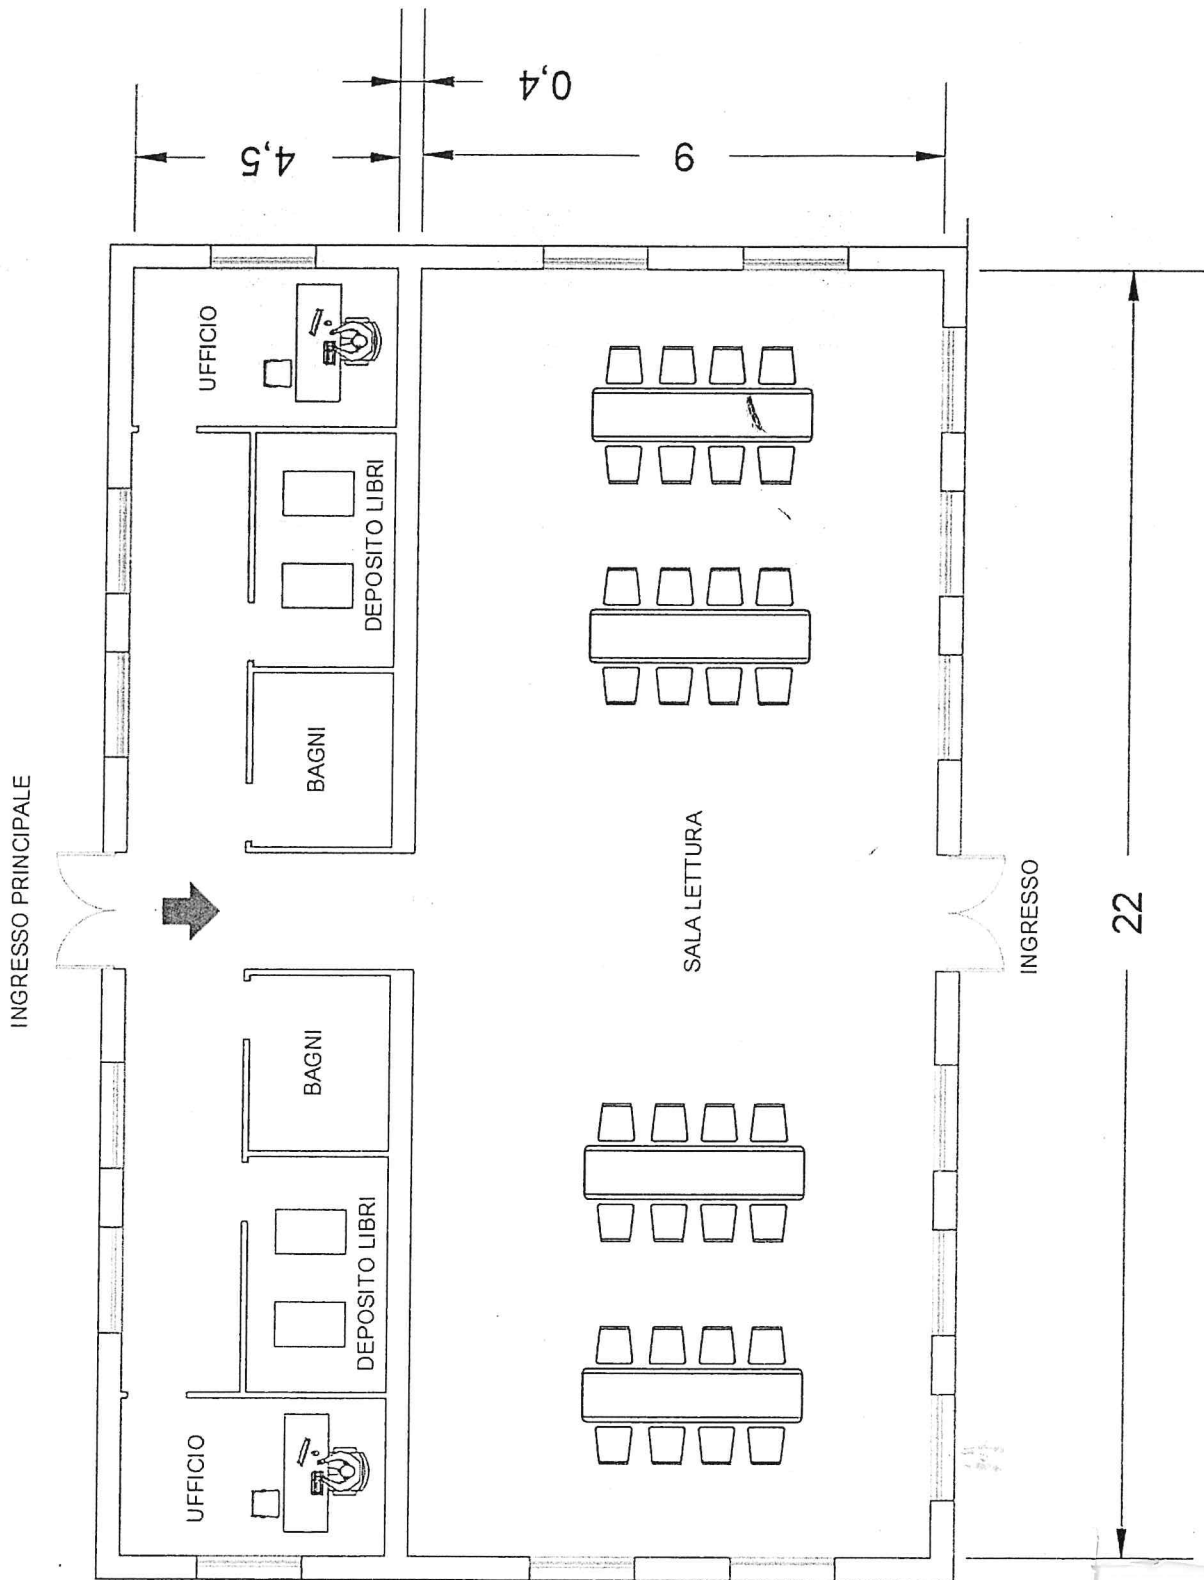 INGRESSO PRINCIPALE
UFFICIO
DEPOSITO LIBRI
BAGNI
BAGNI
DEPOSITO LIBRI
UFFICIO
SALA LETTURA
INGRESSO
4,5
0,4
9
22